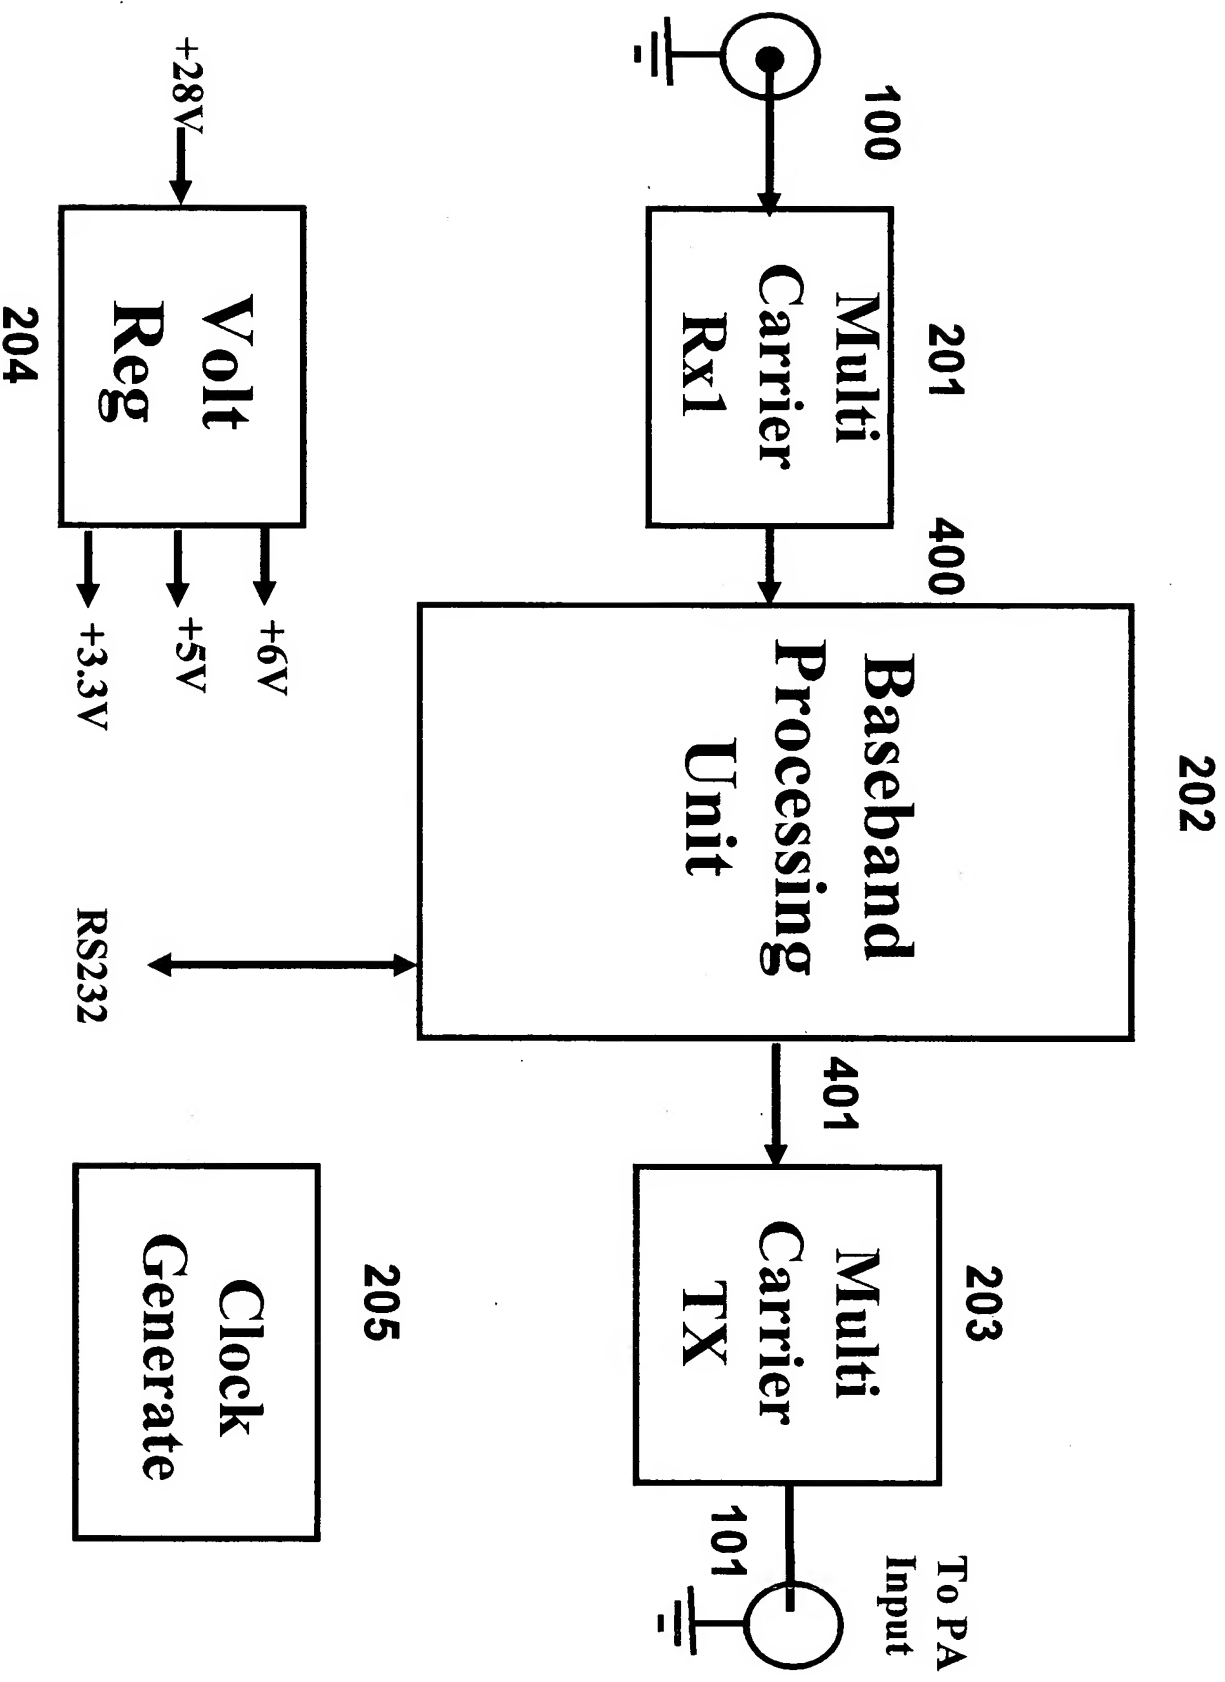 100
201
Multi
Carrier
Rx1
400
202
Baseband
Processing
Unit
401
203
Multi
Carrier
TX
101
To PA
Input
+28V
Volt
Reg
204
+6V
+5V
+3.3V
RS232
205
Clock
Generate